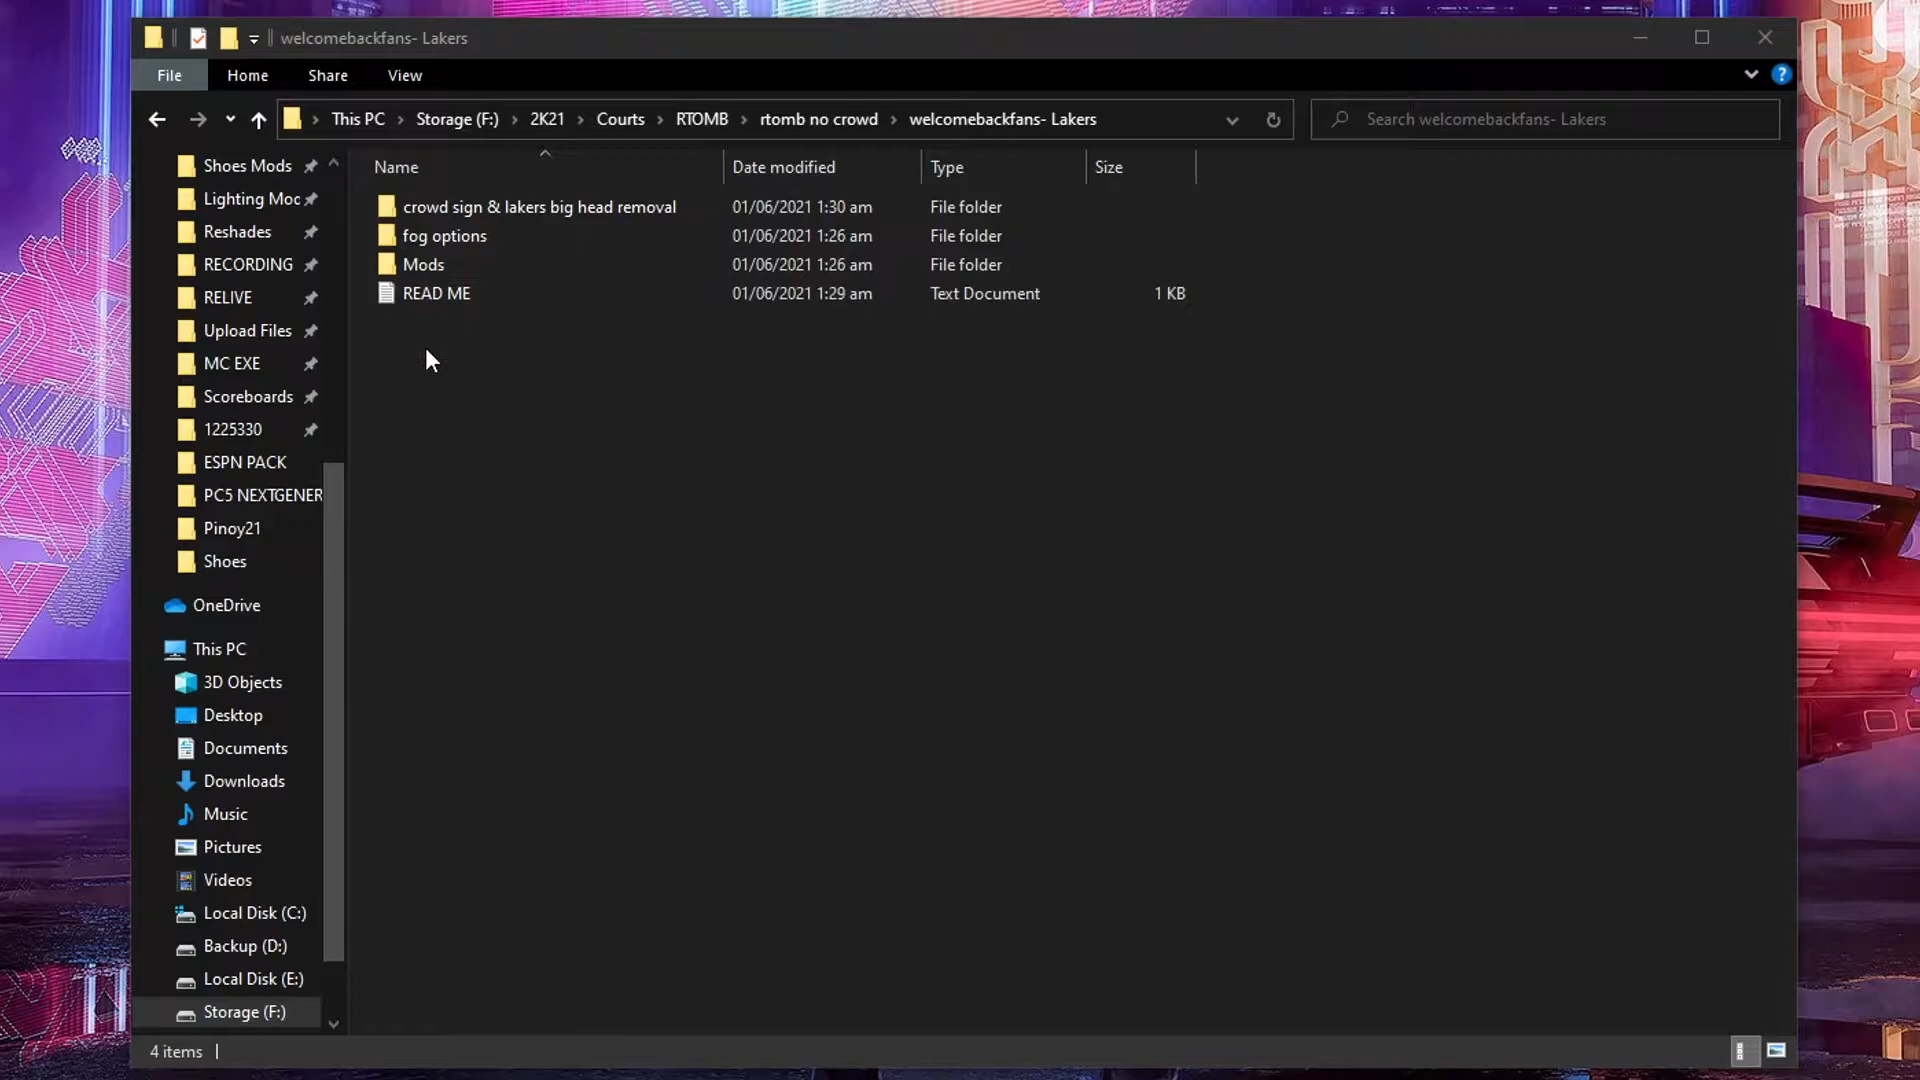 welcomebackfans- Lakers
File Home Share View
This PC Storage (F:) 2K21 Courts RTOMB rtomb no crowd welcomebackfans- Lakers Search welcomebackfans- Lakers
Name Date modified Type Size
crowd sign & lakers big head removal 01/06/2021 1:30 am File folder
fog options 01/06/2021 1:26 am File folder
Mods 01/06/2021 1:26 am File folder
READ ME 01/06/2021 1:29 am Text Document 1 KB
Shoes Mods
Lighting Moc
Reshades
RECORDING
RELIVE
Upload Files
MC EXE
Scoreboards
1225330
ESPN PACK
PC5 NEXTGENER
Pinoy21
Shoes
OneDrive
This PC
3D Objects
Desktop
Documents
Downloads
Music
Pictures
Videos
Local Disk (C:)
Backup (D:)
Local Disk (E:)
Storage (F:)
4 items